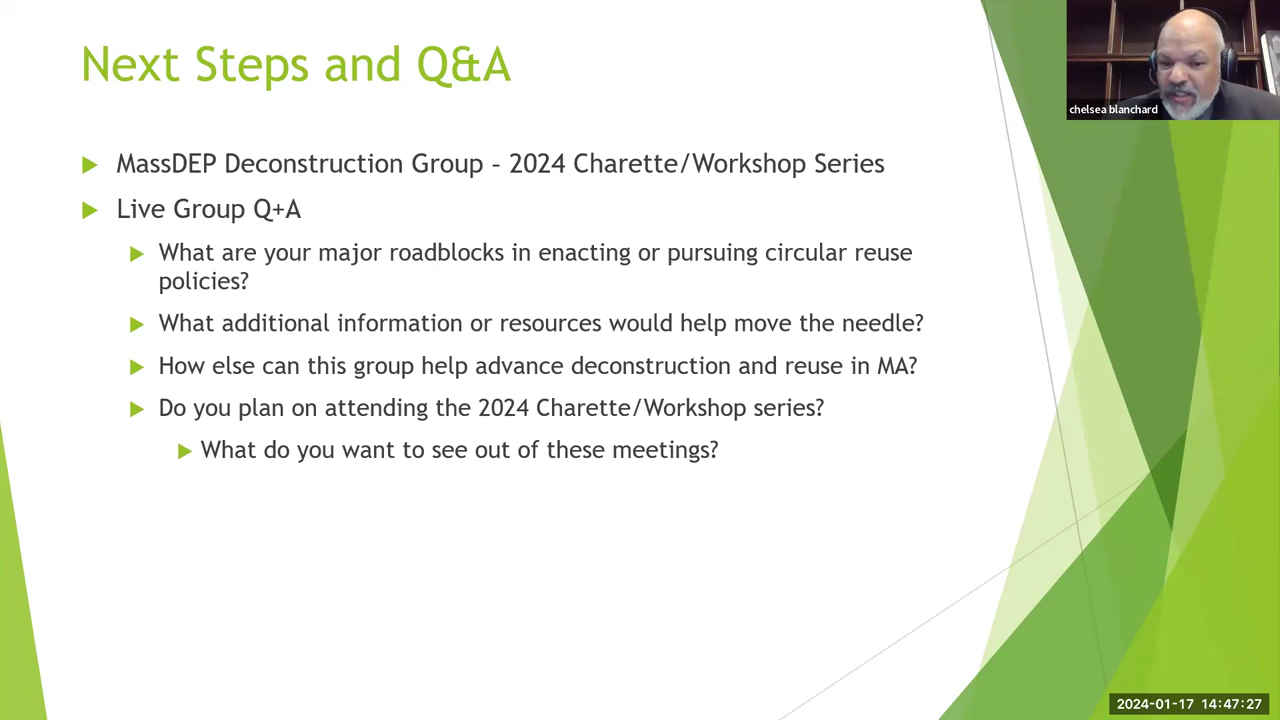 Next Steps and Q&A
chelsea blanchard
MassDEP Deconstruction Group – 2024 Charette/Workshop Series
Live Group Q+A
What are your major roadblocks in enacting or pursuing circular reuse
policies?
What additional information or resources would help move the needle?
How else can this group help advance deconstruction and reuse in MA?
Do you plan on attending the 2024 Charette/Workshop series?
What do you want to see out of these meetings?
2024-01-17 14:47:27